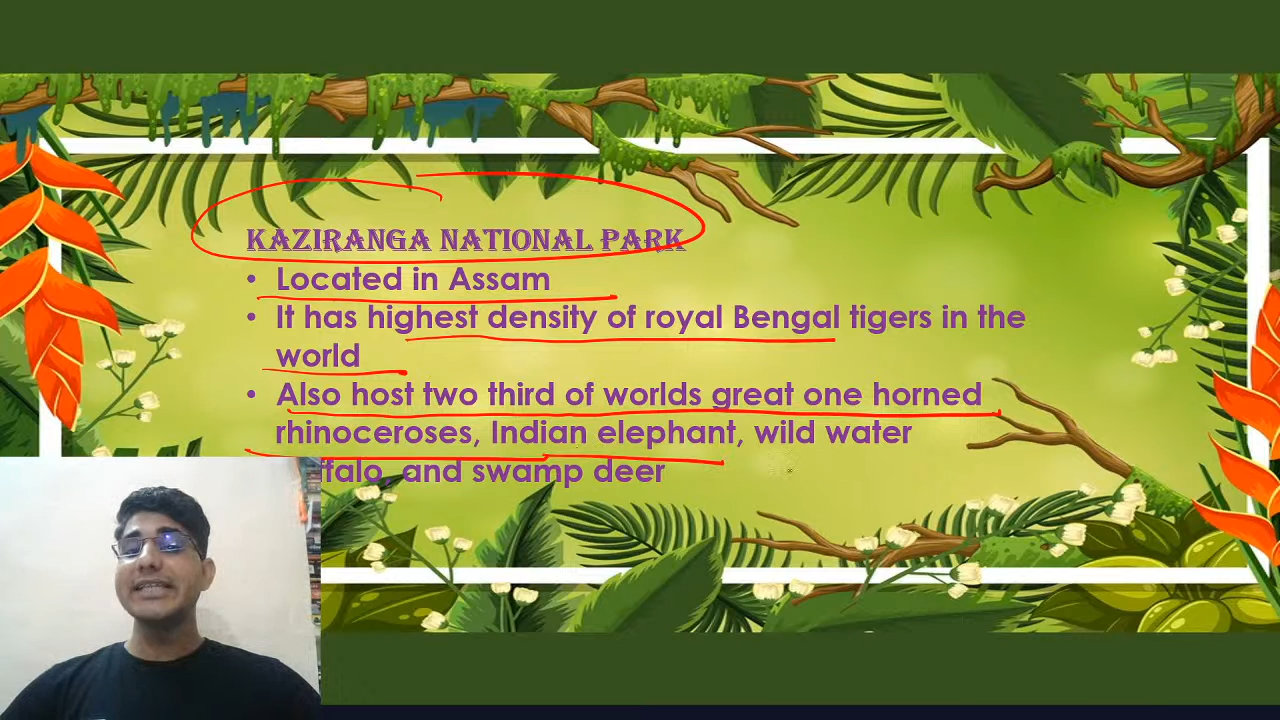 KAZIRANGA NATIONAL PARK
• Located in Assam
• It has highest density of royal Bengal tigers in the
world
• Also host two third of worlds great one horned
rhinoceroses, Indian elephant, wild water
ffalo, and swamp deer